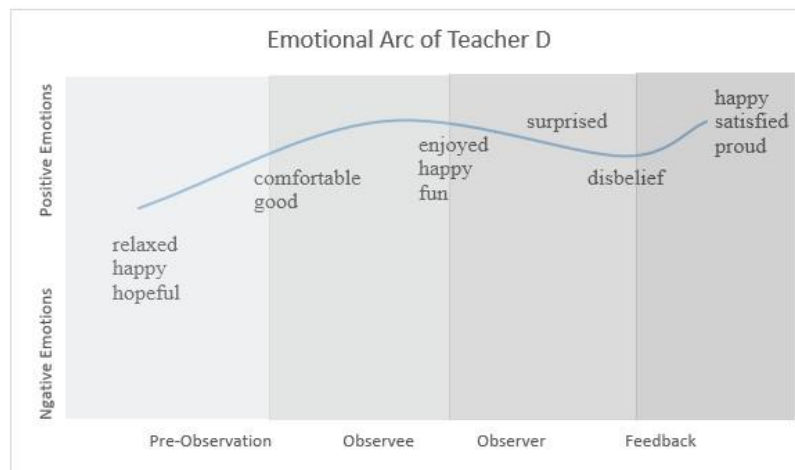 Emotional Arc of Teacher D
Positive Emotions
Ngative Emotions
relaxed
happy
hopeful
comfortable
good
enjoyed
happy
fun
surprised
disbelief
happy
satisfied
proud
Pre-Observation
Observee
Observer
Feedback